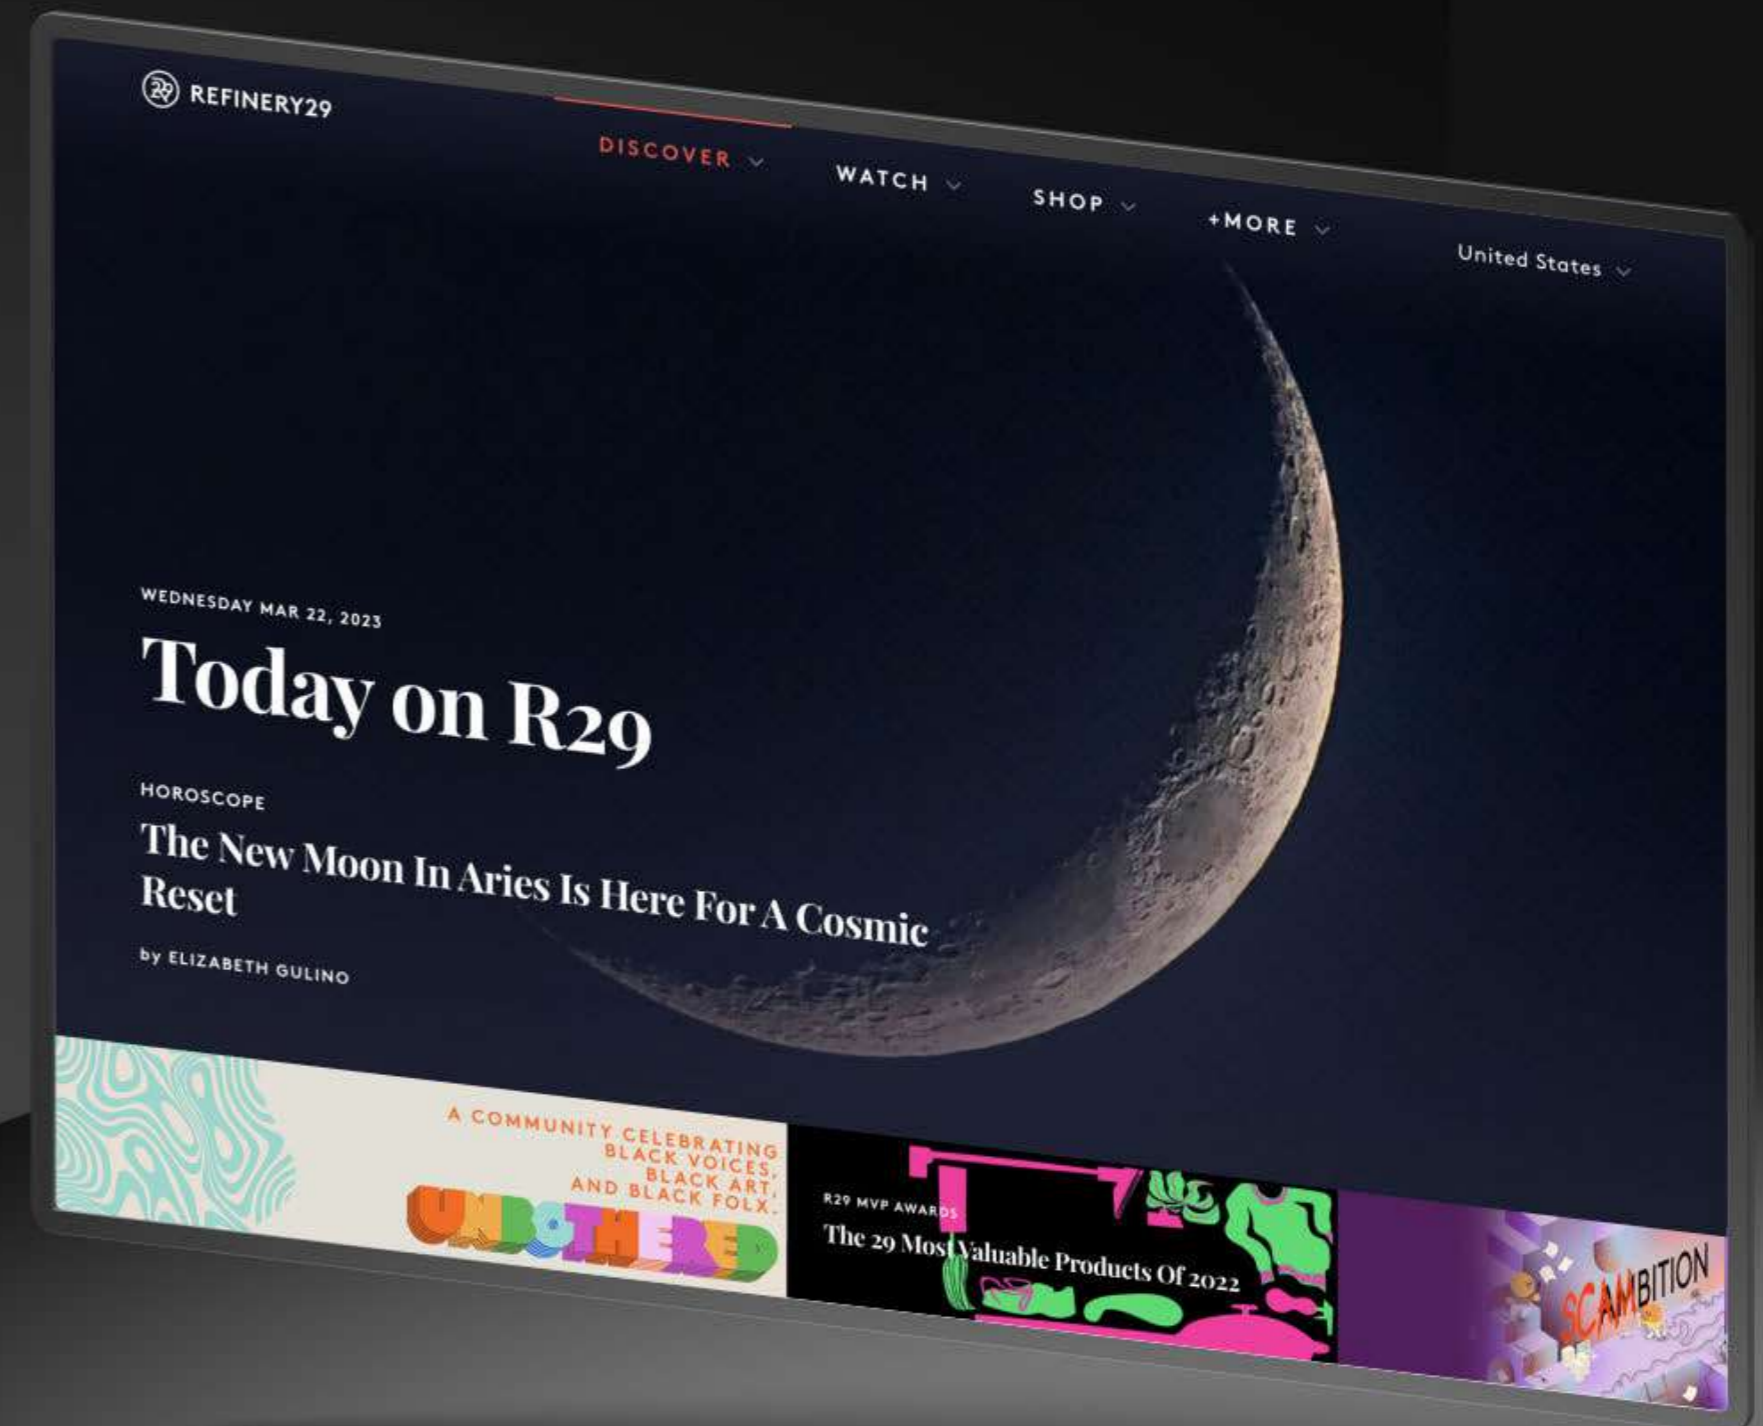 REFINERY29
DISCOVER
WATCH
SHOP
+MORE
United States
WEDNESDAY MAR 22, 2023
Today on R29
HOROSCOPE
The New Moon In Aries Is Here For A Cosmic
Reset
by ELIZABETH GULINO
A COMMUNITY CELEBRATING
BLACK VOICES,
BLACK ART,
AND BLACK FOLX.
UNBOTHERED
R29 MVP AWARDS
The 29 Most Valuable Products Of 2022
SCAMBITION